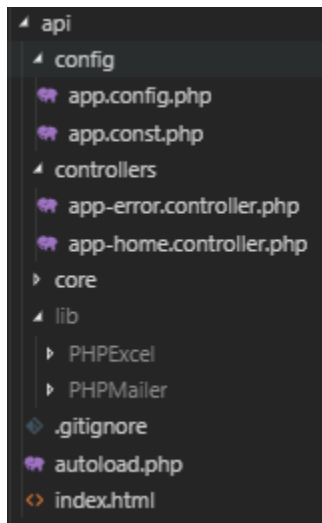 api
config
app.config.php
app.const.php
controllers
app-error.controller.php
app-home.controller.php
core
lib
PHPExcel
PHPMailer
.gitignore
autoload.php
index.html